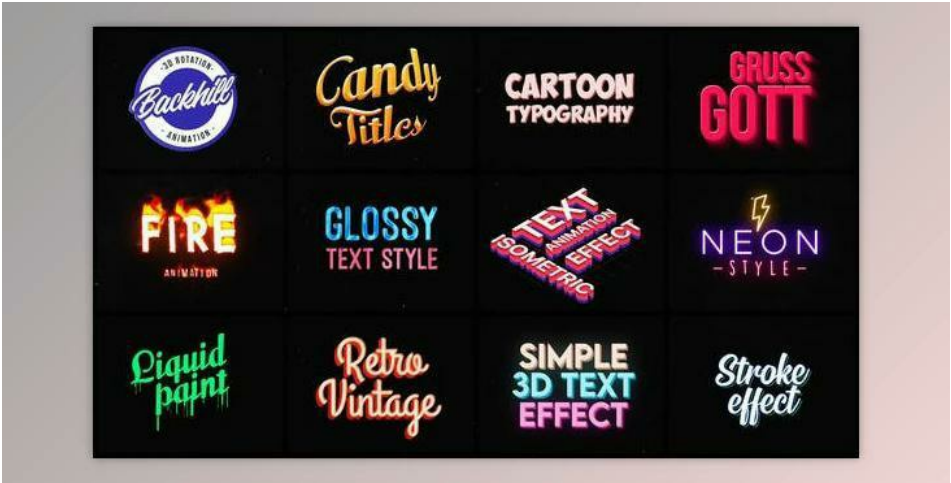 -3D ROTATION-
Backhill
-ANIMATION-
Candy
Titles
CARTOON
TYPOGRAPHY
GRUSS
GOTT
FIRE
ANIMATION
GLOSSY
TEXT STYLE
TEXT
ANIMATION
EFFECT
ISOMETRIC
NEON
-STYLE-
Liquid
paint
Retro
Vintage
SIMPLE
3D TEXT
EFFECT
Stroke
effect